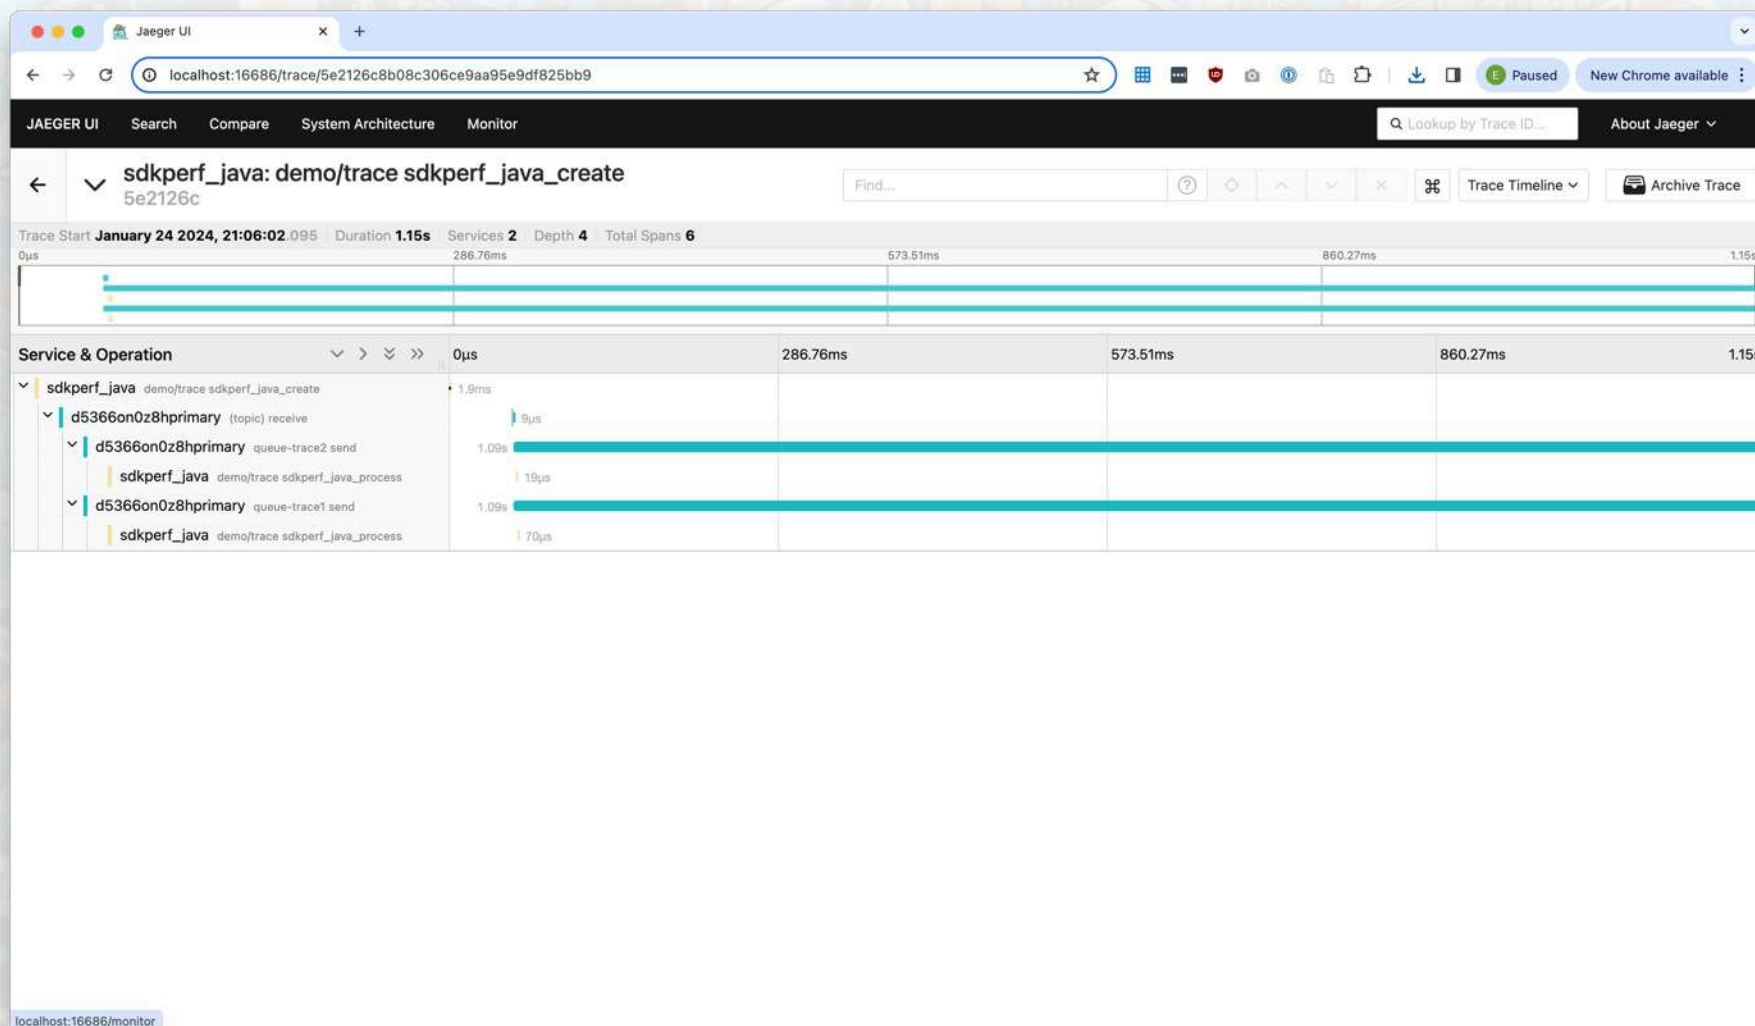 Jaeger UI
localhost:16686/trace/5e2126c8b08c306ce9aa95e9df825bb9
E Paused
New Chrome available
JAEGER UI Search Compare System Architecture Monitor
Lookup by Trace ID...
About Jaeger
sdkperf_java: demo/trace sdkperf_java_create
5e2126c
Find...
Trace Timeline
Archive Trace
Trace Start January 24 2024, 21:06:02.095 Duration 1.15s Services 2 Depth 4 Total Spans 6
0μs 286.76ms 573.51ms 860.27ms 1.15s
Service & Operation 0μs 286.76ms 573.51ms 860.27ms 1.15s
sdkperf_java demo/trace sdkperf_java_create 1.9ms
d5366on0z8hprimary (topic) receive 9μs
d5366on0z8hprimary queue-trace2 send 1.09s
sdkperf_java demo/trace sdkperf_java_process 19μs
d5366on0z8hprimary queue-trace1 send 1.09s
sdkperf_java demo/trace sdkperf_java_process 70μs
localhost:16686/monitor